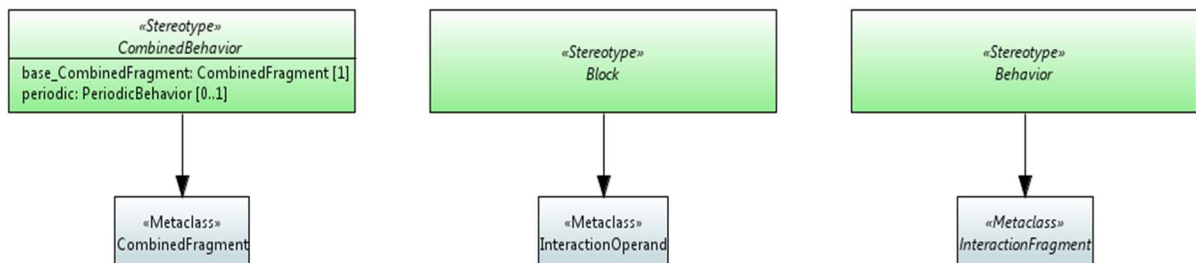 «Stereotype»
CombinedBehavior
base_CombinedFragment: CombinedFragment [1]
periodic: PeriodicBehavior [0..1]
«Metaclass»
CombinedFragment
«Stereotype»
Block
«Metaclass»
InteractionOperand
«Stereotype»
Behavior
«Metaclass»
InteractionFragment